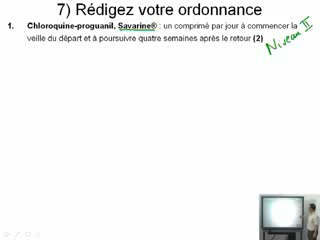 7) Rédigez votre ordonnance
1. Chloroquine-proguanil, Savarine® : un comprimé par jour à commencer la
veille du départ et à poursuivre quatre semaines après le retour (2)
Niveau II